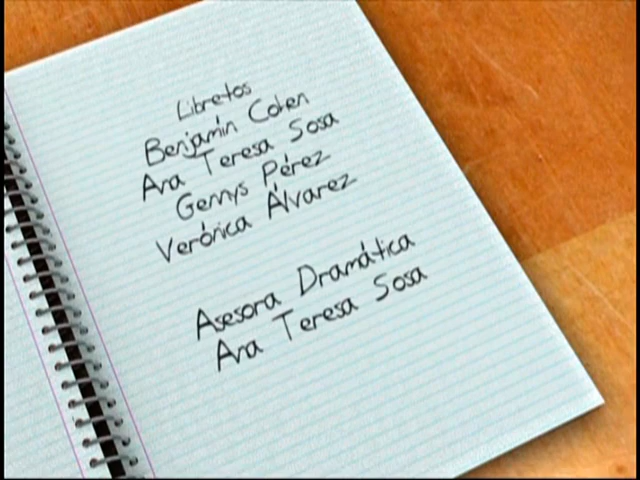 Libretos
Benjamín Cohen
Ana Teresa Sosa
Gennys Pérez
Verónica Álvarez
Asesora Dramática
Ana Teresa Sosa